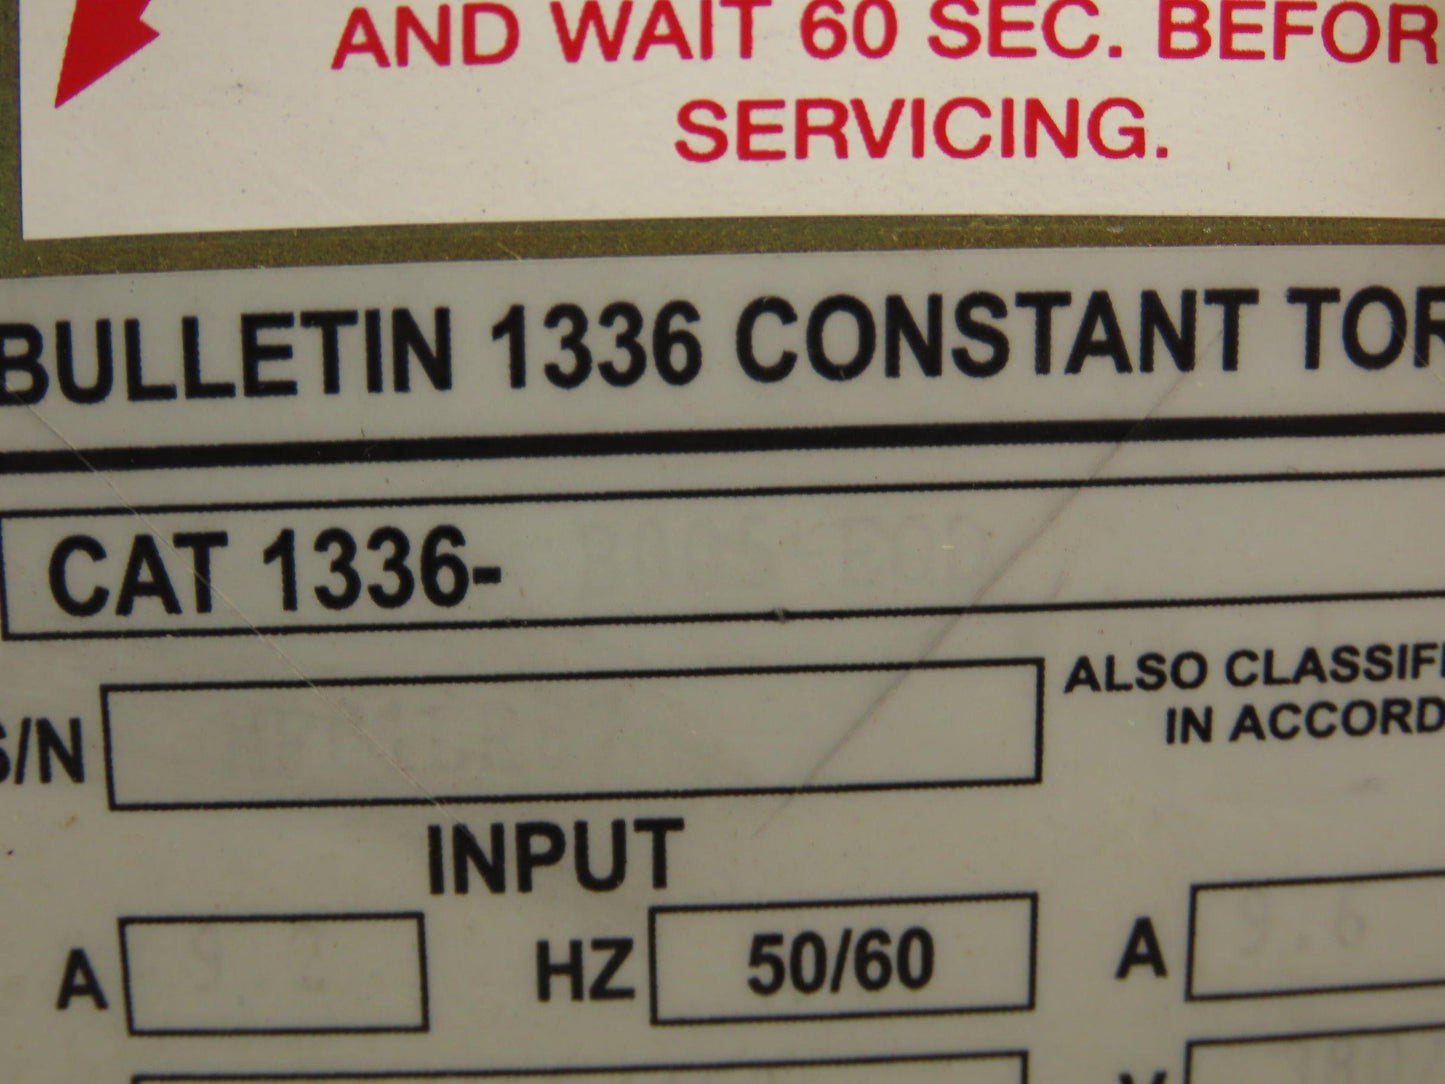 AND WAIT 60 SEC. BEFOR
SERVICING.
BULLETIN 1336 CONSTANT TOR
CAT 1336-
S/N
ALSO CLASSIFI
IN ACCORD
INPUT
A
HZ 50/60
A
V